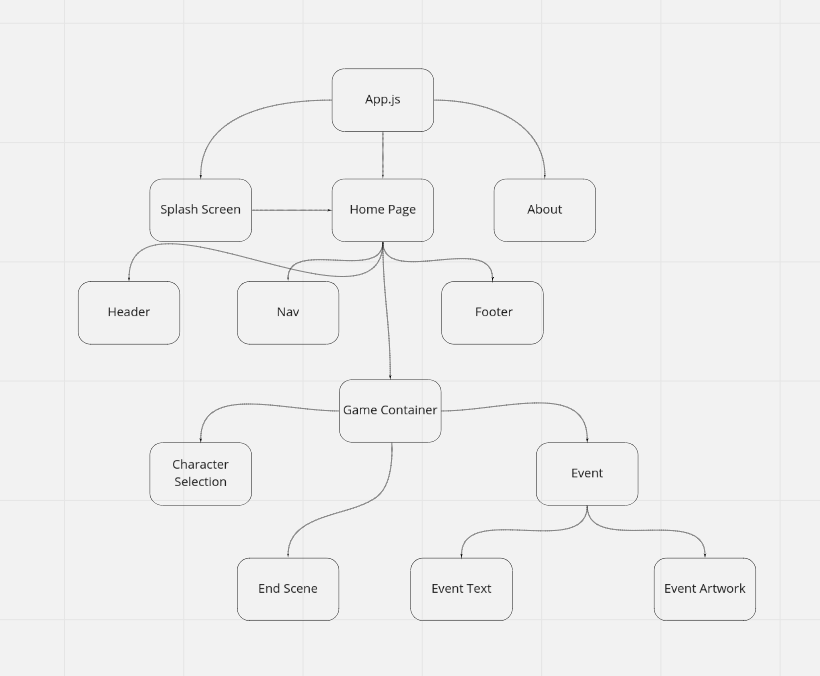 App.js
Splash Screen
Home Page
About
Header
Nav
Footer
Game Container
Character
Selection
Event
End Scene
Event Text
Event Artwork